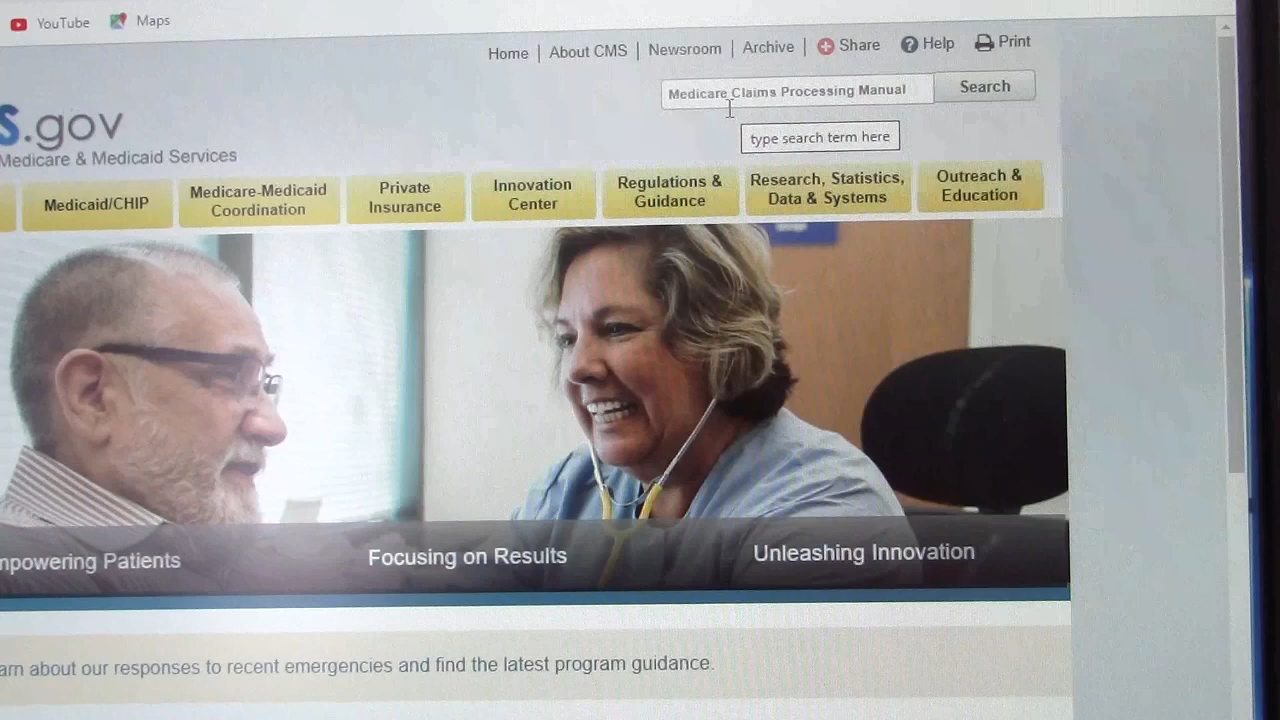 YouTube Maps
Home | About CMS | Newsroom | Archive | Share Help Print
Medicare Claims Processing Manual Search
type search term here
s.gov
Medicare & Medicaid Services
Medicaid/CHIP
Medicare-Medicaid
Coordination
Private
Insurance
Innovation
Center
Regulations &
Guidance
Research, Statistics,
Data & Systems
Outreach &
Education
mpowering Patients
Focusing on Results
Unleashing Innovation
arn about our responses to recent emergencies and find the latest program guidance.